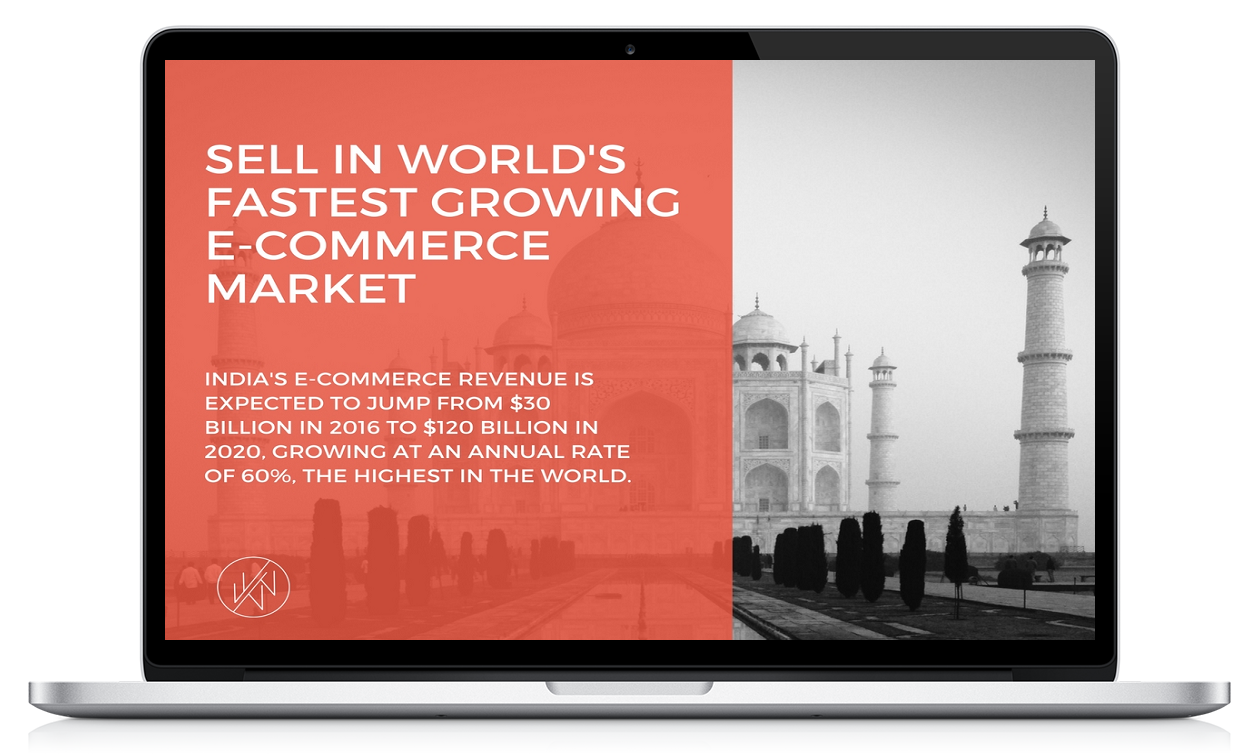 SELL IN WORLD'S
FASTEST GROWING
E-COMMERCE
MARKET
INDIA'S E-COMMERCE REVENUE IS
EXPECTED TO JUMP FROM $30
BILLION IN 2016 TO $120 BILLION IN
2020, GROWING AT AN ANNUAL RATE
OF 60%, THE HIGHEST IN THE WORLD.